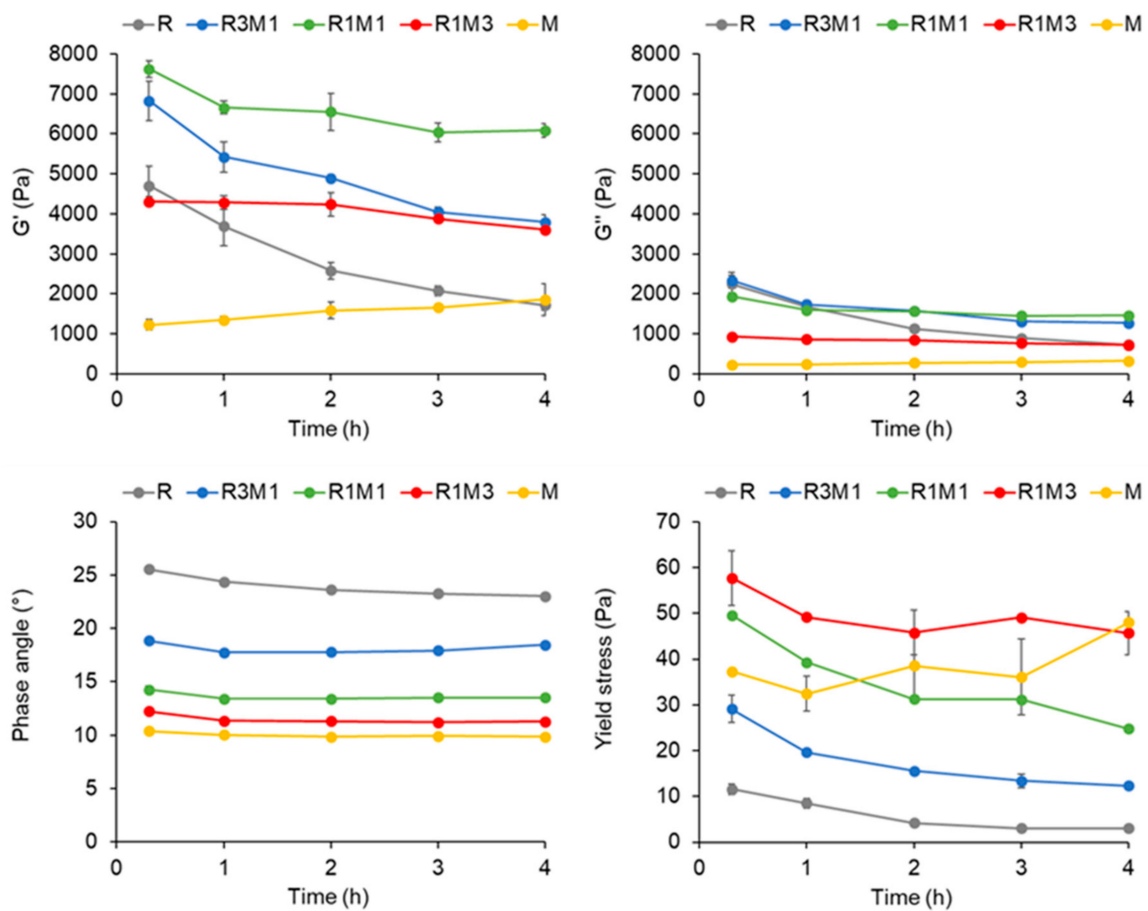 R R3M1 R1M1 R1M3 M
8000
7000
6000
5000
4000
3000
2000
1000
0
G' (Pa)
0 1 2 3 4
Time (h)
R R3M1 R1M1 R1M3 M
8000
7000
6000
5000
4000
3000
2000
1000
0
G'' (Pa)
0 1 2 3 4
Time (h)
R R3M1 R1M1 R1M3 M
30
25
20
15
10
5
0
Phase angle (°)
0 1 2 3 4
Time (h)
R R3M1 R1M1 R1M3 M
70
60
50
40
30
20
10
0
Yield stress (Pa)
0 1 2 3 4
Time (h)